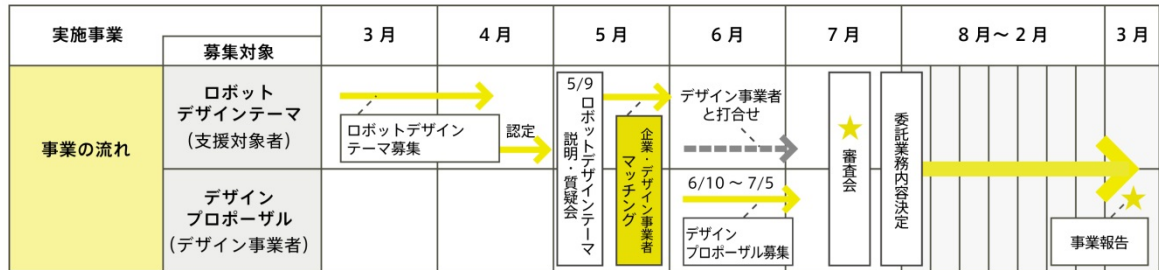 実施事業
募集対象
3月
4月
5月
6月
7月
8月～2月
3月
事業の流れ
ロボット
デザインテーマ
(支援対象者)
ロボットデザイン
テーマ募集
認定
5/9
ロボットデザインテーマ
説明・質疑会
企業・デザイン事業者
マッチング
デザイン事業者
と打合せ
審査会
委託業務内容決定
デザイン
プロポーザル
(デザイン事業者)
6/10～7/5
デザイン
プロポーザル募集
事業報告